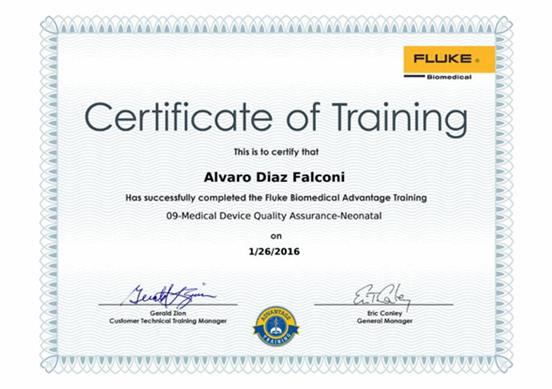 FLUKE®
Biomedical
Certificate of Training
This is to certify that
Alvaro Diaz Falconi
Has successfully completed the Fluke Biomedical Advantage Training
09-Medical Device Quality Assurance-Neonatal
on
1/26/2016
Gerald Zion
Customer Technical Training Manager
ADVANTAGE
TRAINING
Eric Conley
General Manager